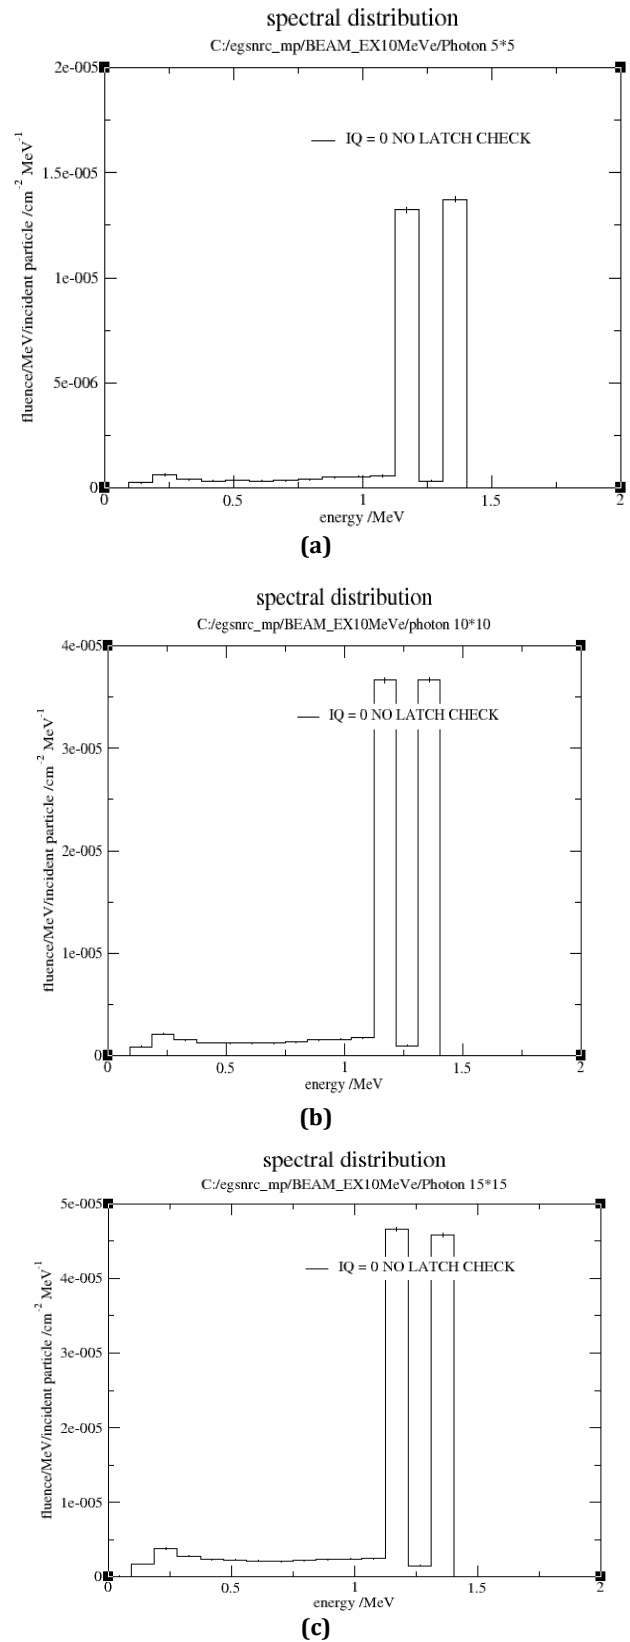 spectral distribution
C:/egsnrc_mp/BEAM_EX10MeVe/Photon 5*5
2e-005
1.5e-005
1e-005
5e-006
0
fluence/MeV/incident particle /cm⁻² MeV⁻¹
IQ = 0 NO LATCH CHECK
0 0.5 1 1.5 2
energy /MeV
(a)
spectral distribution
C:/egsnrc_mp/BEAM_EX10MeVe/photon 10*10
4e-005
3e-005
2e-005
1e-005
0
fluence/MeV/incident particle /cm⁻² MeV⁻¹
IQ = 0 NO LATCH CHECK
0 0.5 1 1.5 2
energy /MeV
(b)
spectral distribution
C:/egsnrc_mp/BEAM_EX10MeVe/Photon 15*15
5e-005
4e-005
3e-005
2e-005
1e-005
0
fluence/MeV/incident particle /cm⁻² MeV⁻¹
IQ = 0 NO LATCH CHECK
0 0.5 1 1.5 2
energy /MeV
(c)